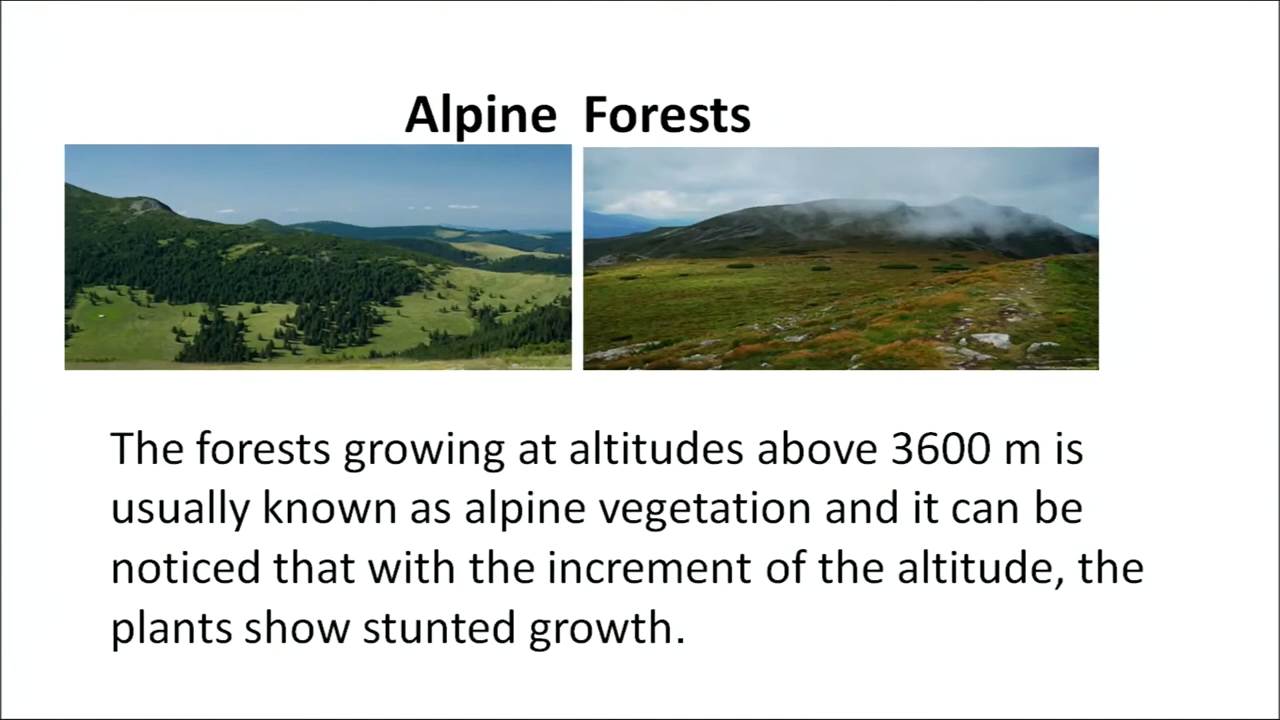 Alpine Forests
The forests growing at altitudes above 3600 m is
usually known as alpine vegetation and it can be
noticed that with the increment of the altitude, the
plants show stunted growth.